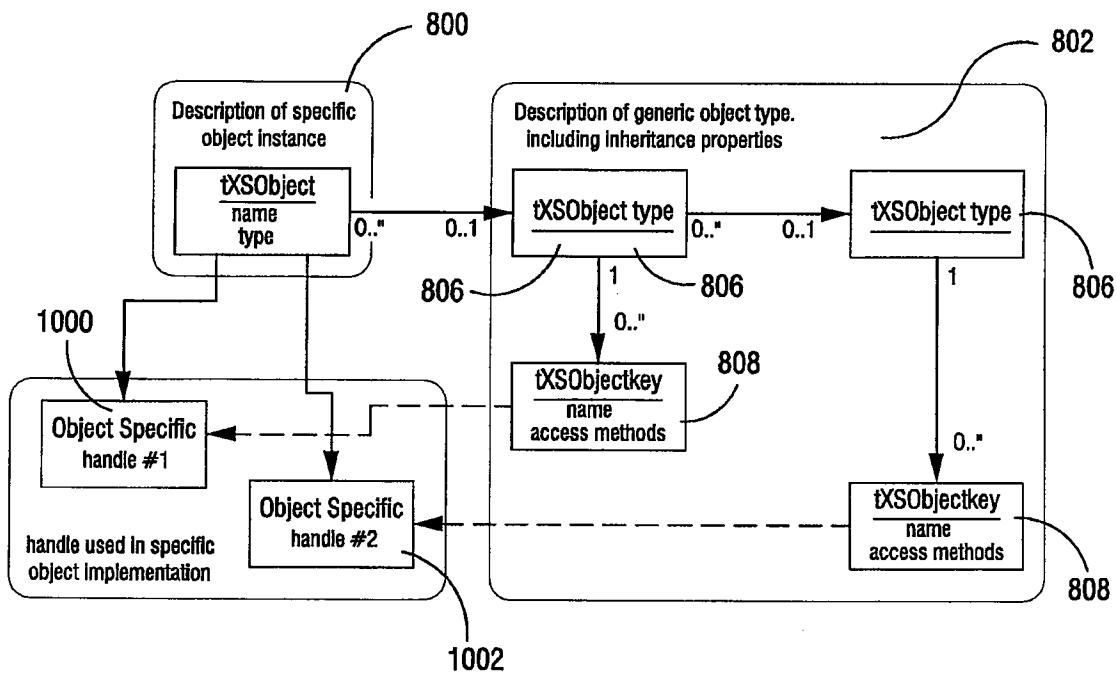 800
802
Description of specific
object instance
Description of generic object type.
including inheritance properties
tXSObject
name
type
0.."
0..1
tXSObject type
0.."
0..1
tXSObject type
806
806
806
1
0.."
1
1000
808
tXSObjectkey
name
access methods
Object Specific
handle #1
0.."
Object Specific
handle #2
tXSObjectkey
name
access methods
handle used in specific
object implementation
808
1002